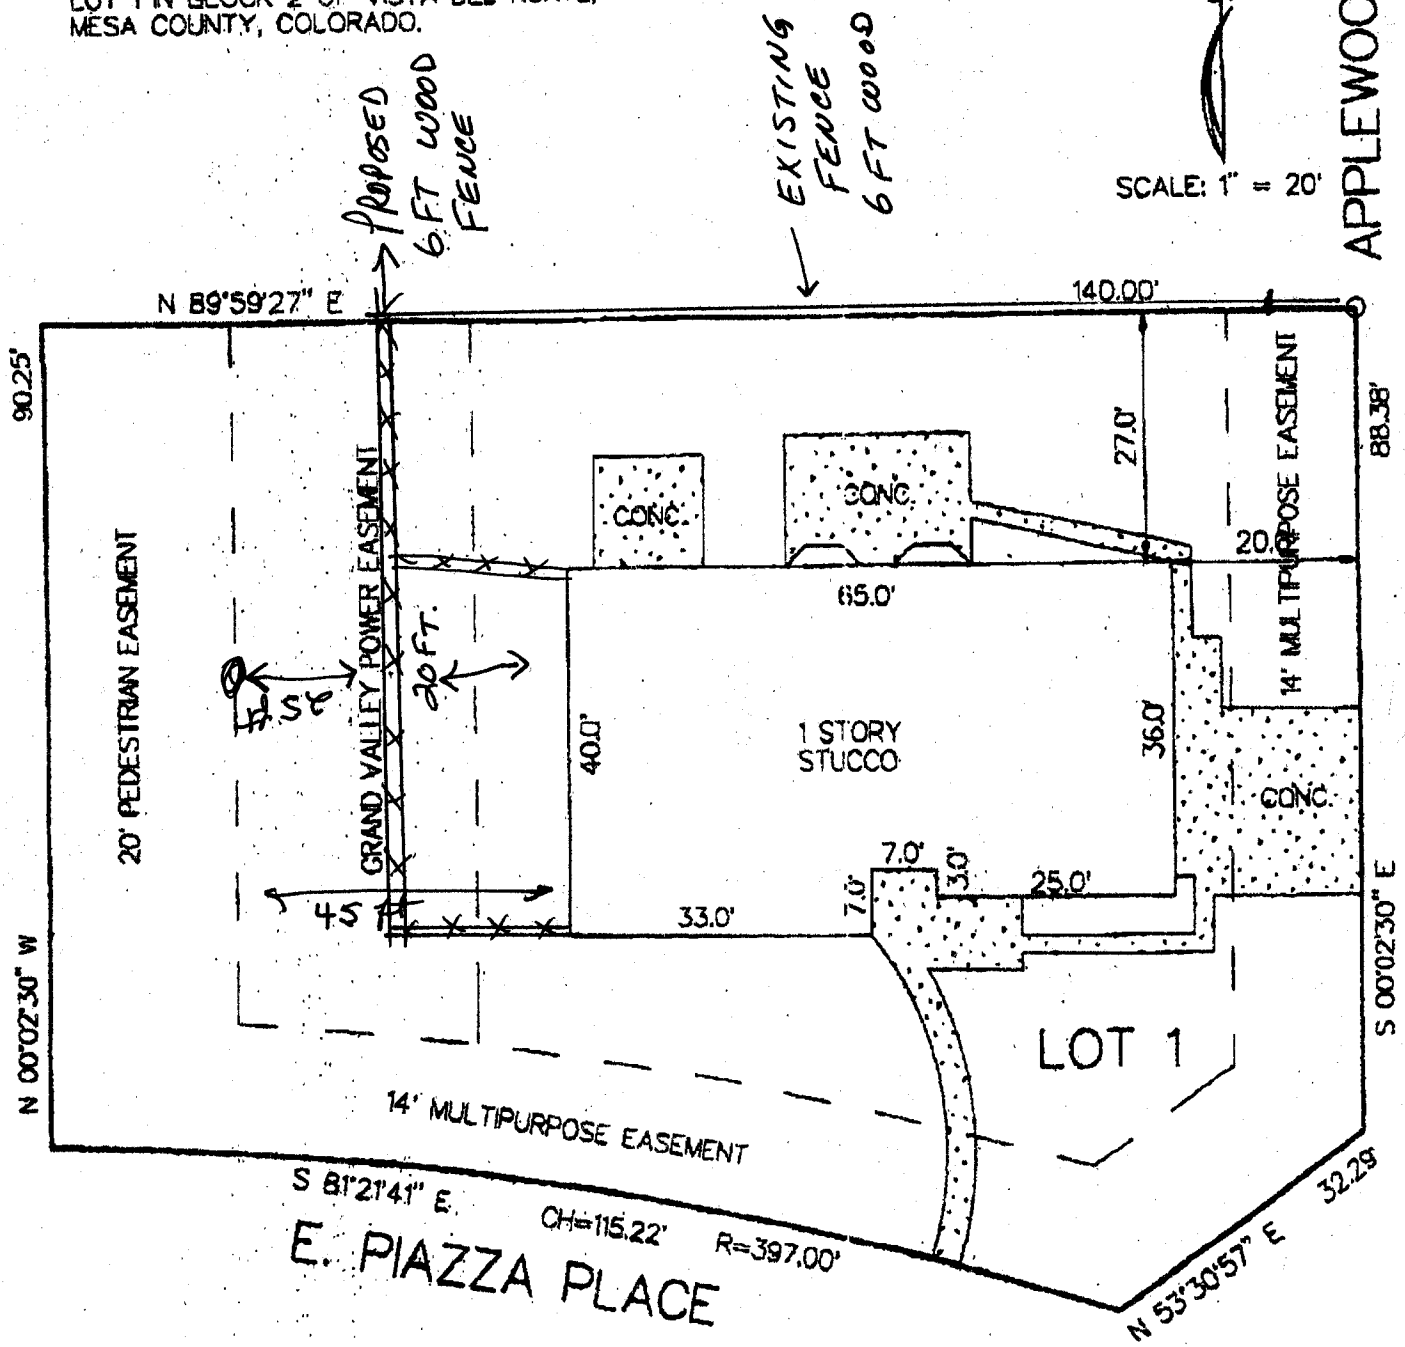 MESA COUNTY, COLORADO.
PROPOSED
6 FT WOOD
FENCE
EXISTING
FENCE
6 FT WOOD
SCALE: 1" = 20'
N 89°59'27" E
140.00'
90.25'
88.38'
27.0'
20' PEDESTRIAN EASEMENT
GRAND VALLEY POWER EASEMENT
14' MULTIPURPOSE EASEMENT
CONC.
CONC.
20.0'
65.0'
20 FT.
25 ft
40.0'
1 STORY
STUCCO
36.0'
CONC.
7.0'
3.0'
25.0'
7.0'
45 ft
33.0'
N 00°02'30" W
S 00°02'30" E
LOT 1
14' MULTIPURPOSE EASEMENT
S 81°21'41" E
CH=115.22'
R=397.00'
32.29'
N 53°30'57" E
E. PIAZZA PLACE